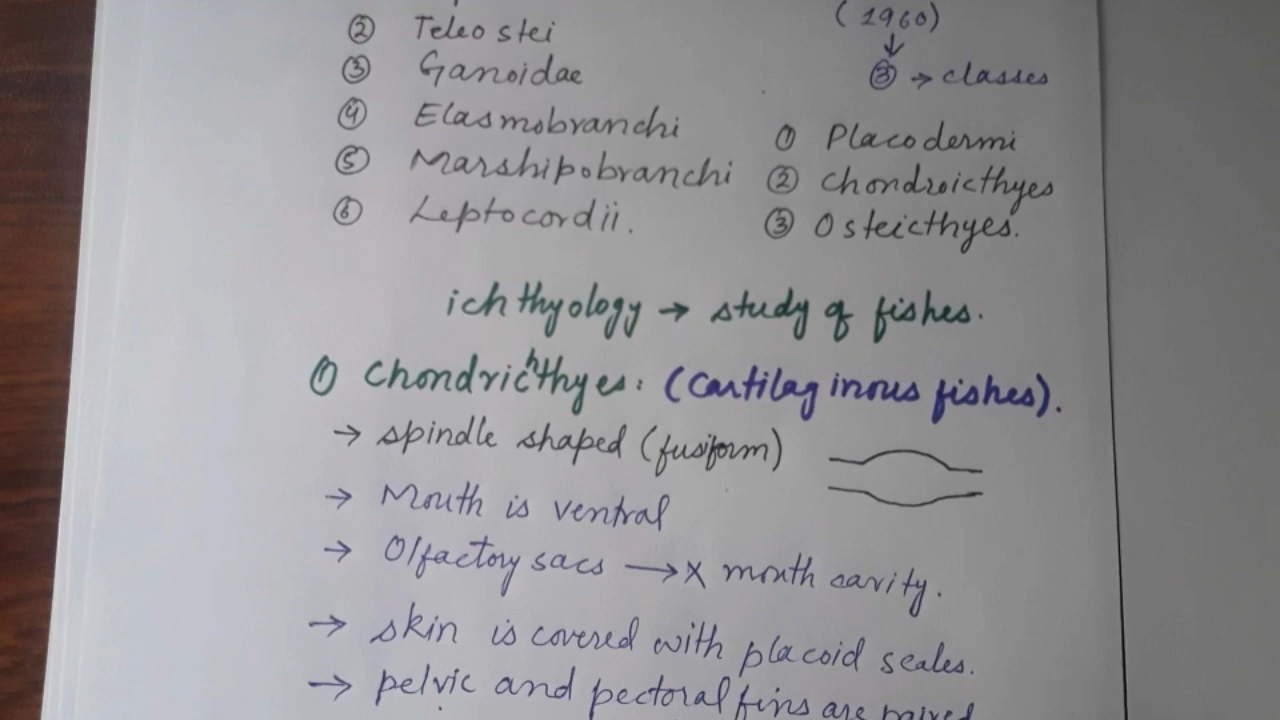 ② Teleostei
③ Ganoidae
④ Elasmobranchi
⑤ Marshipobranchi
⑥ Leptocordii.
(1960)
↓
③ → classes
① Placodermi
② Chondroicthyes
③ Osteicthyes.
ichthyology → study of fishes.
① Chondrichthyes: (Cartilaginous fishes).
→ spindle shaped (fusiform)
→ Mouth is ventral
→ Olfactory sacs →x mouth cavity.
→ skin is covered with placoid scales.
→ pelvic and pectoral fins are paired